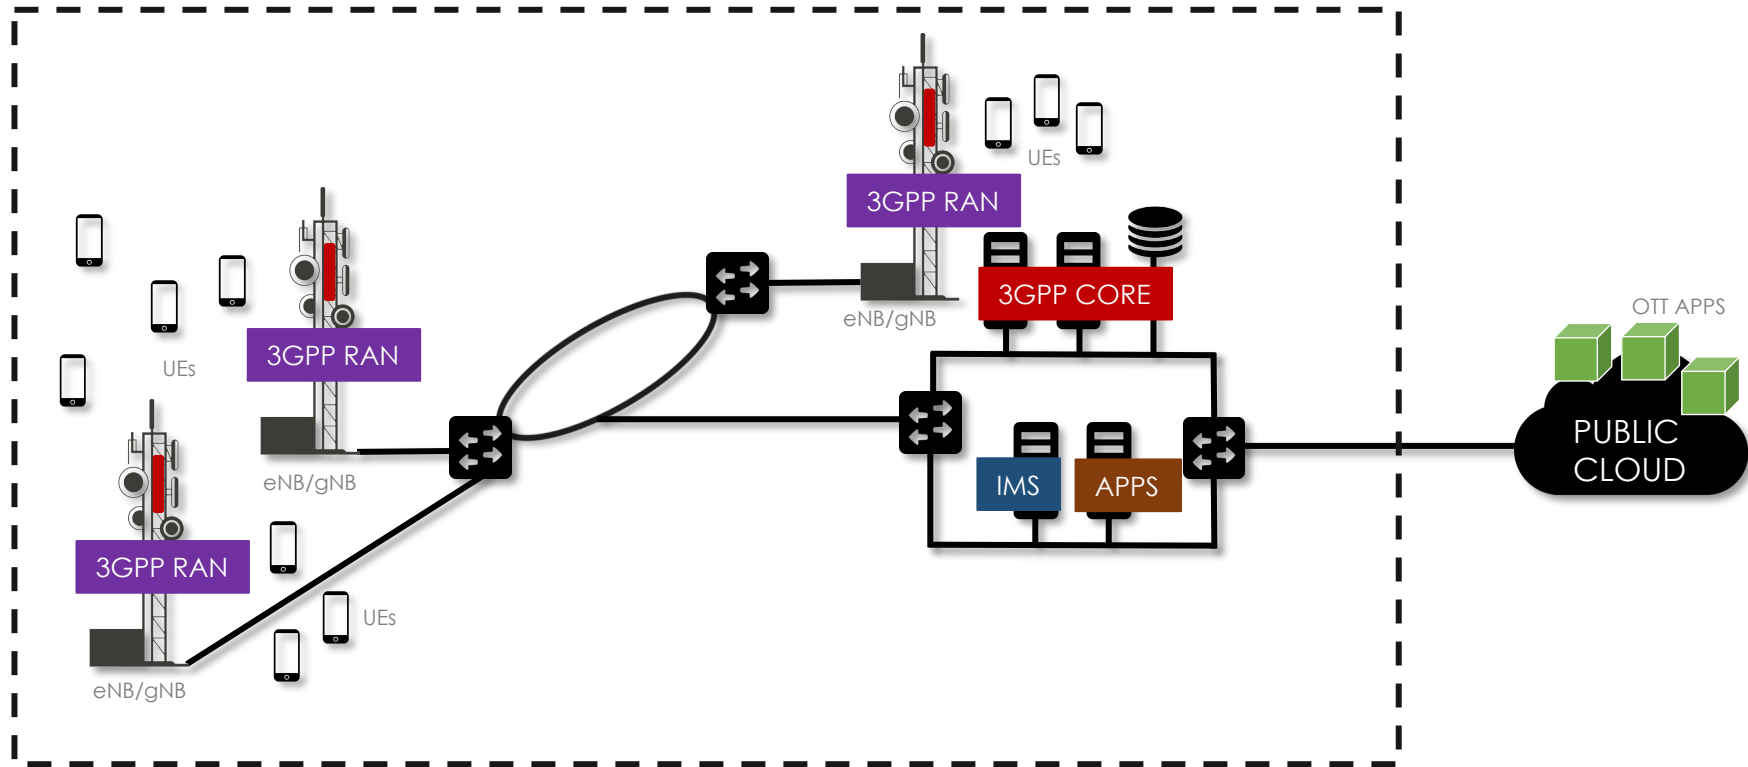 UEs
3GPP RAN
eNB/gNB
OTT APPS
3GPP CORE
3GPP RAN
UEs
eNB/gNB
PUBLIC
CLOUD
IMS
APPS
3GPP RAN
UEs
eNB/gNB